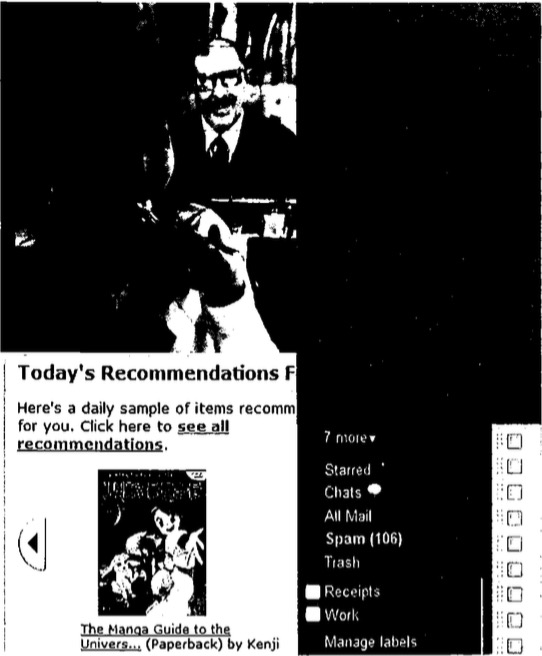 Today's Recommendations F
Here's a daily sample of items recomm
for you. Click here to see all
recommendations.
The Manga Guide to the
Univers... (Paperback) by Kenji
7 more
Starred
Chats
All Mail
Spam (106)
Trash
Receipts
Work
Manage labels